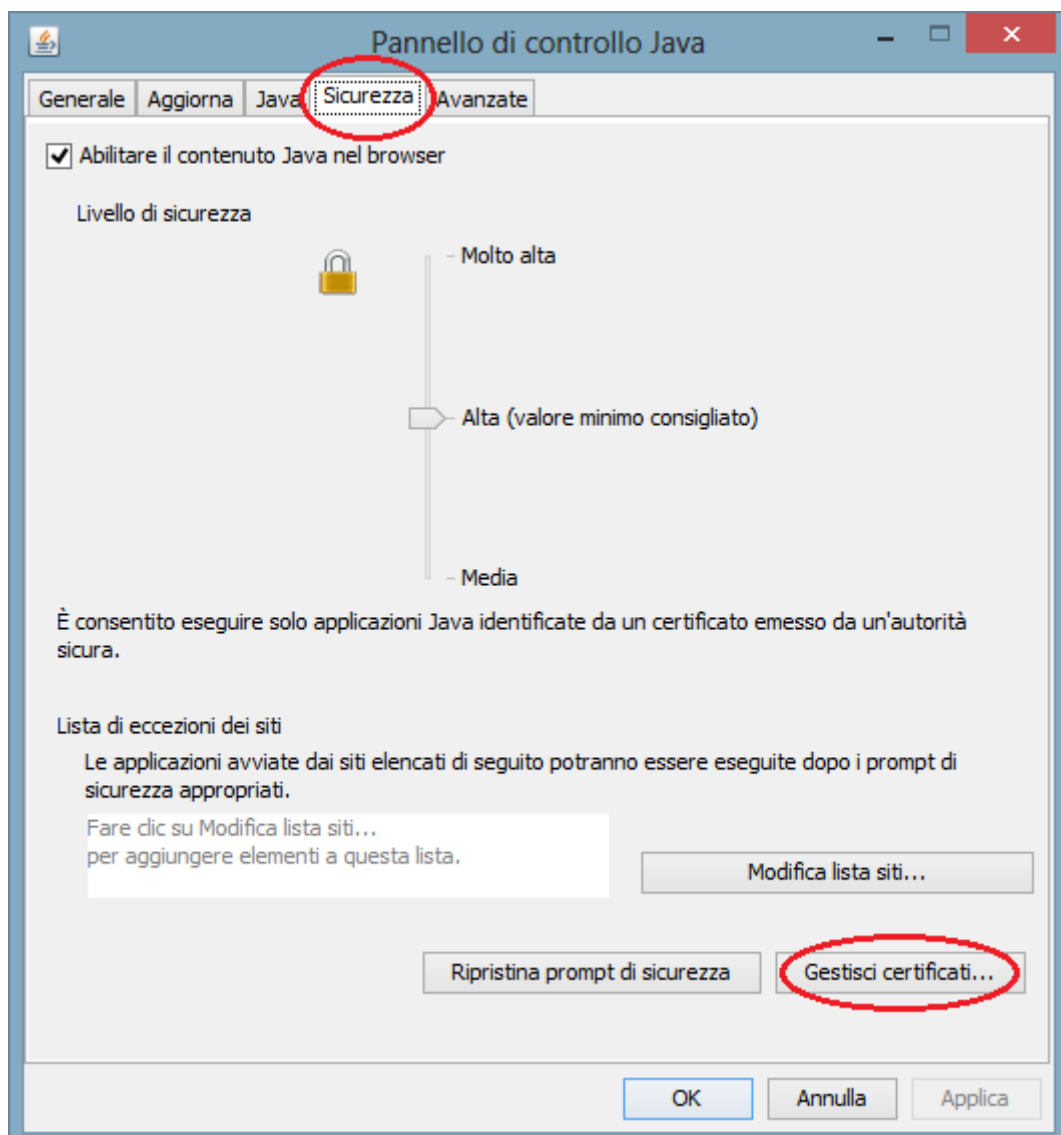 Pannello di controllo Java
Generale Aggiorna Java Sicurezza Avanzate
Abilitare il contenuto Java nel browser
Livello di sicurezza
- Molto alta
- Alta (valore minimo consigliato)
- Media
È consentito eseguire solo applicazioni Java identificate da un certificato emesso da un'autorità
sicura.
Lista di eccezioni dei siti
Le applicazioni avviate dai siti elencati di seguito potranno essere eseguite dopo i prompt di
sicurezza appropriati.
Fare clic su Modifica lista siti...
per aggiungere elementi a questa lista.
Modifica lista siti...
Ripristina prompt di sicurezza Gestisci certificati...
OK Annulla Applica